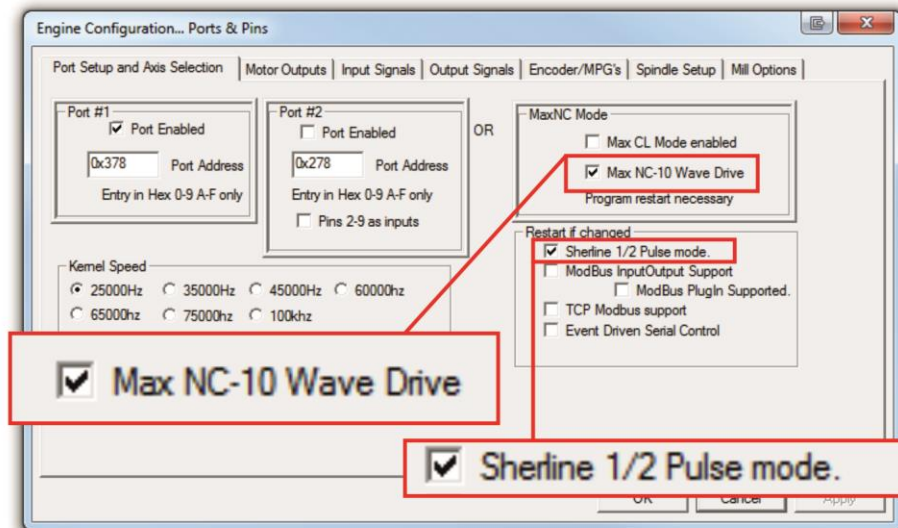 Engine Configuration... Ports & Pins
Port Setup and Axis Selection
Motor Outputs
Input Signals
Output Signals
Encoder/MPG's
Spindle Setup
Mill Options
Port #1
Port Enabled
0x378 Port Address
Entry in Hex 0-9 A-F only
Port #2
Port Enabled
0x278 Port Address
Entry in Hex 0-9 A-F only
Pins 2-9 as inputs
OR
MaxNC Mode
Max CL Mode enabled
Max NC-10 Wave Drive
Program restart necessary
Restart if changed
Sherline 1/2 Pulse mode.
ModBus InputOutput Support
ModBus PlugIn Supported.
TCP Modbus support
Event Driven Serial Control
Kernel Speed
25000Hz 35000Hz 45000Hz 60000hz
65000hz 75000hz 100khz
Max NC-10 Wave Drive
Sherline 1/2 Pulse mode.
OK Cancel Apply